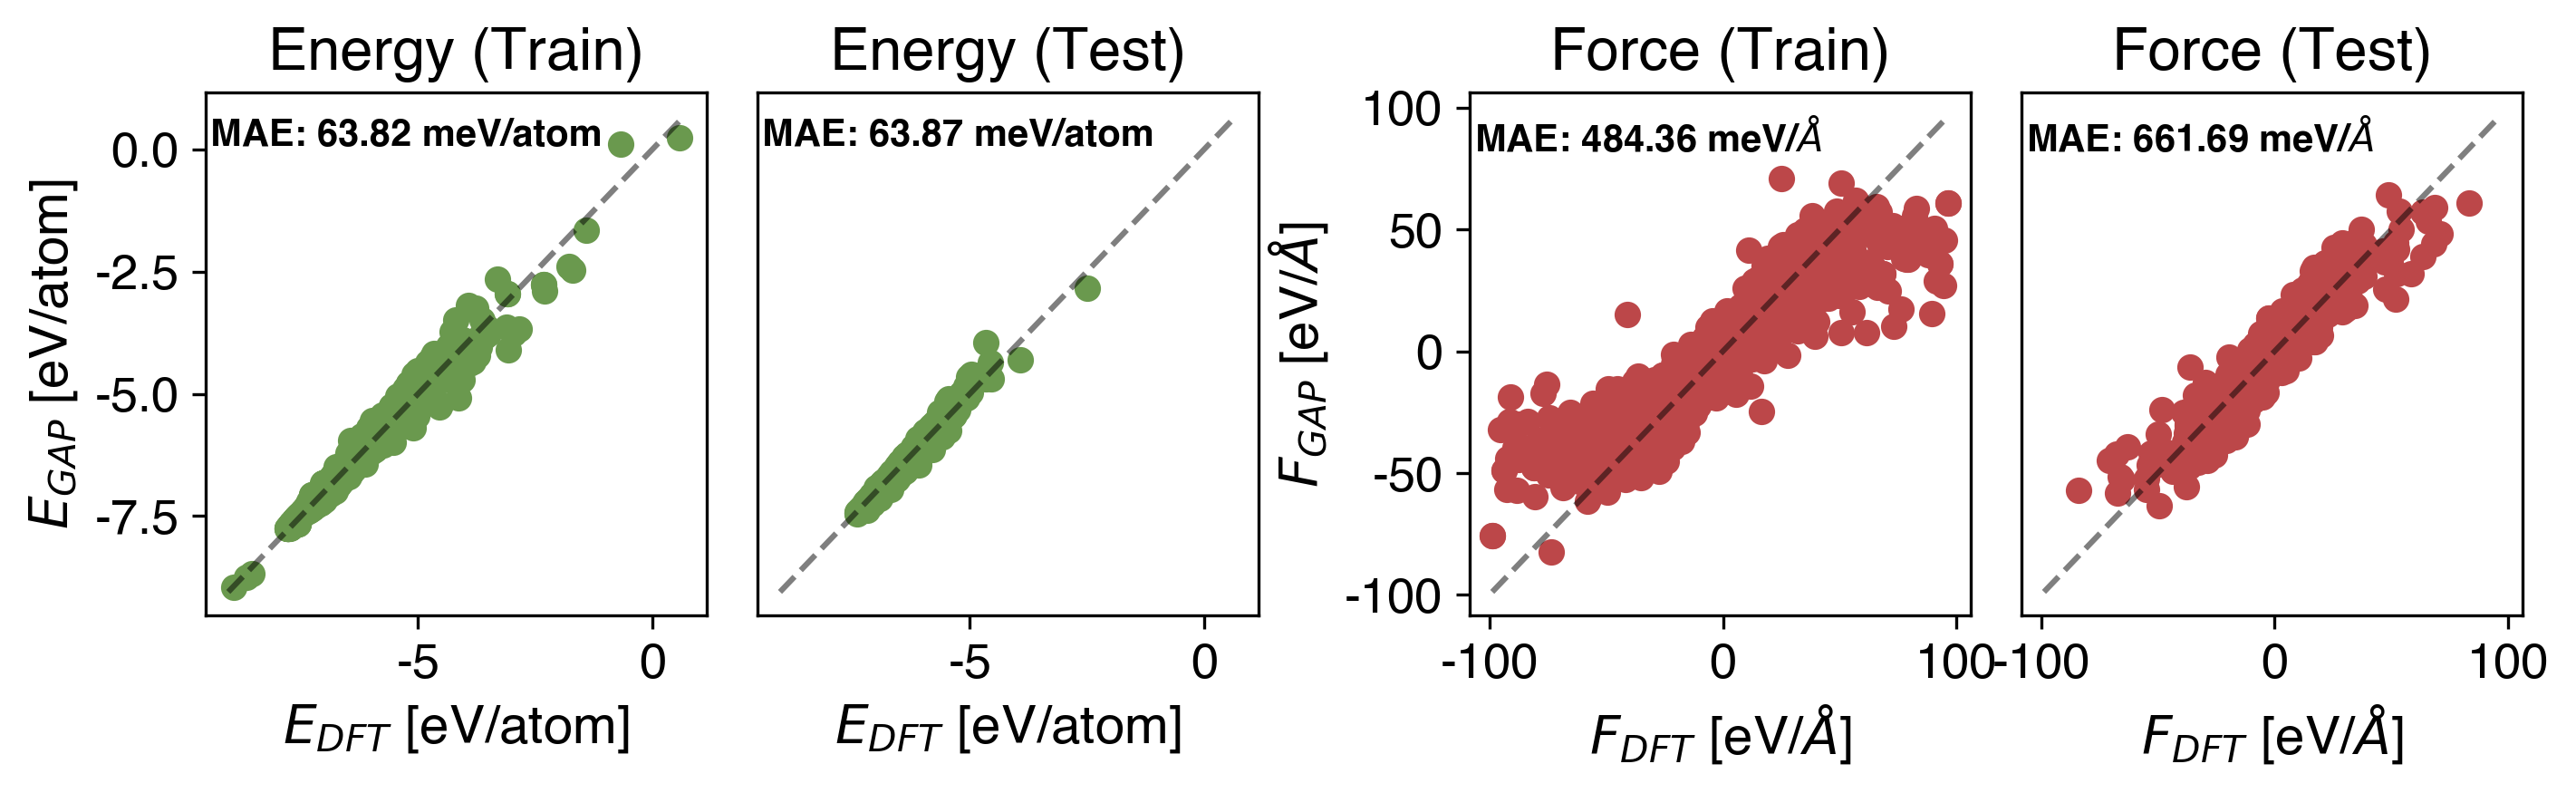 Energy (Train)
MAE: 63.82 meV/atom
E_GAP [eV/atom]
0.0
-2.5
-5.0
-7.5
-5
0
E_DFT [eV/atom]
Energy (Test)
MAE: 63.87 meV/atom
-5
0
E_DFT [eV/atom]
Force (Train)
MAE: 484.36 meV/Å
F_GAP [eV/Å]
100
50
0
-50
-100
-100
0
100
F_DFT [eV/Å]
Force (Test)
MAE: 661.69 meV/Å
-100
0
100
F_DFT [eV/Å]